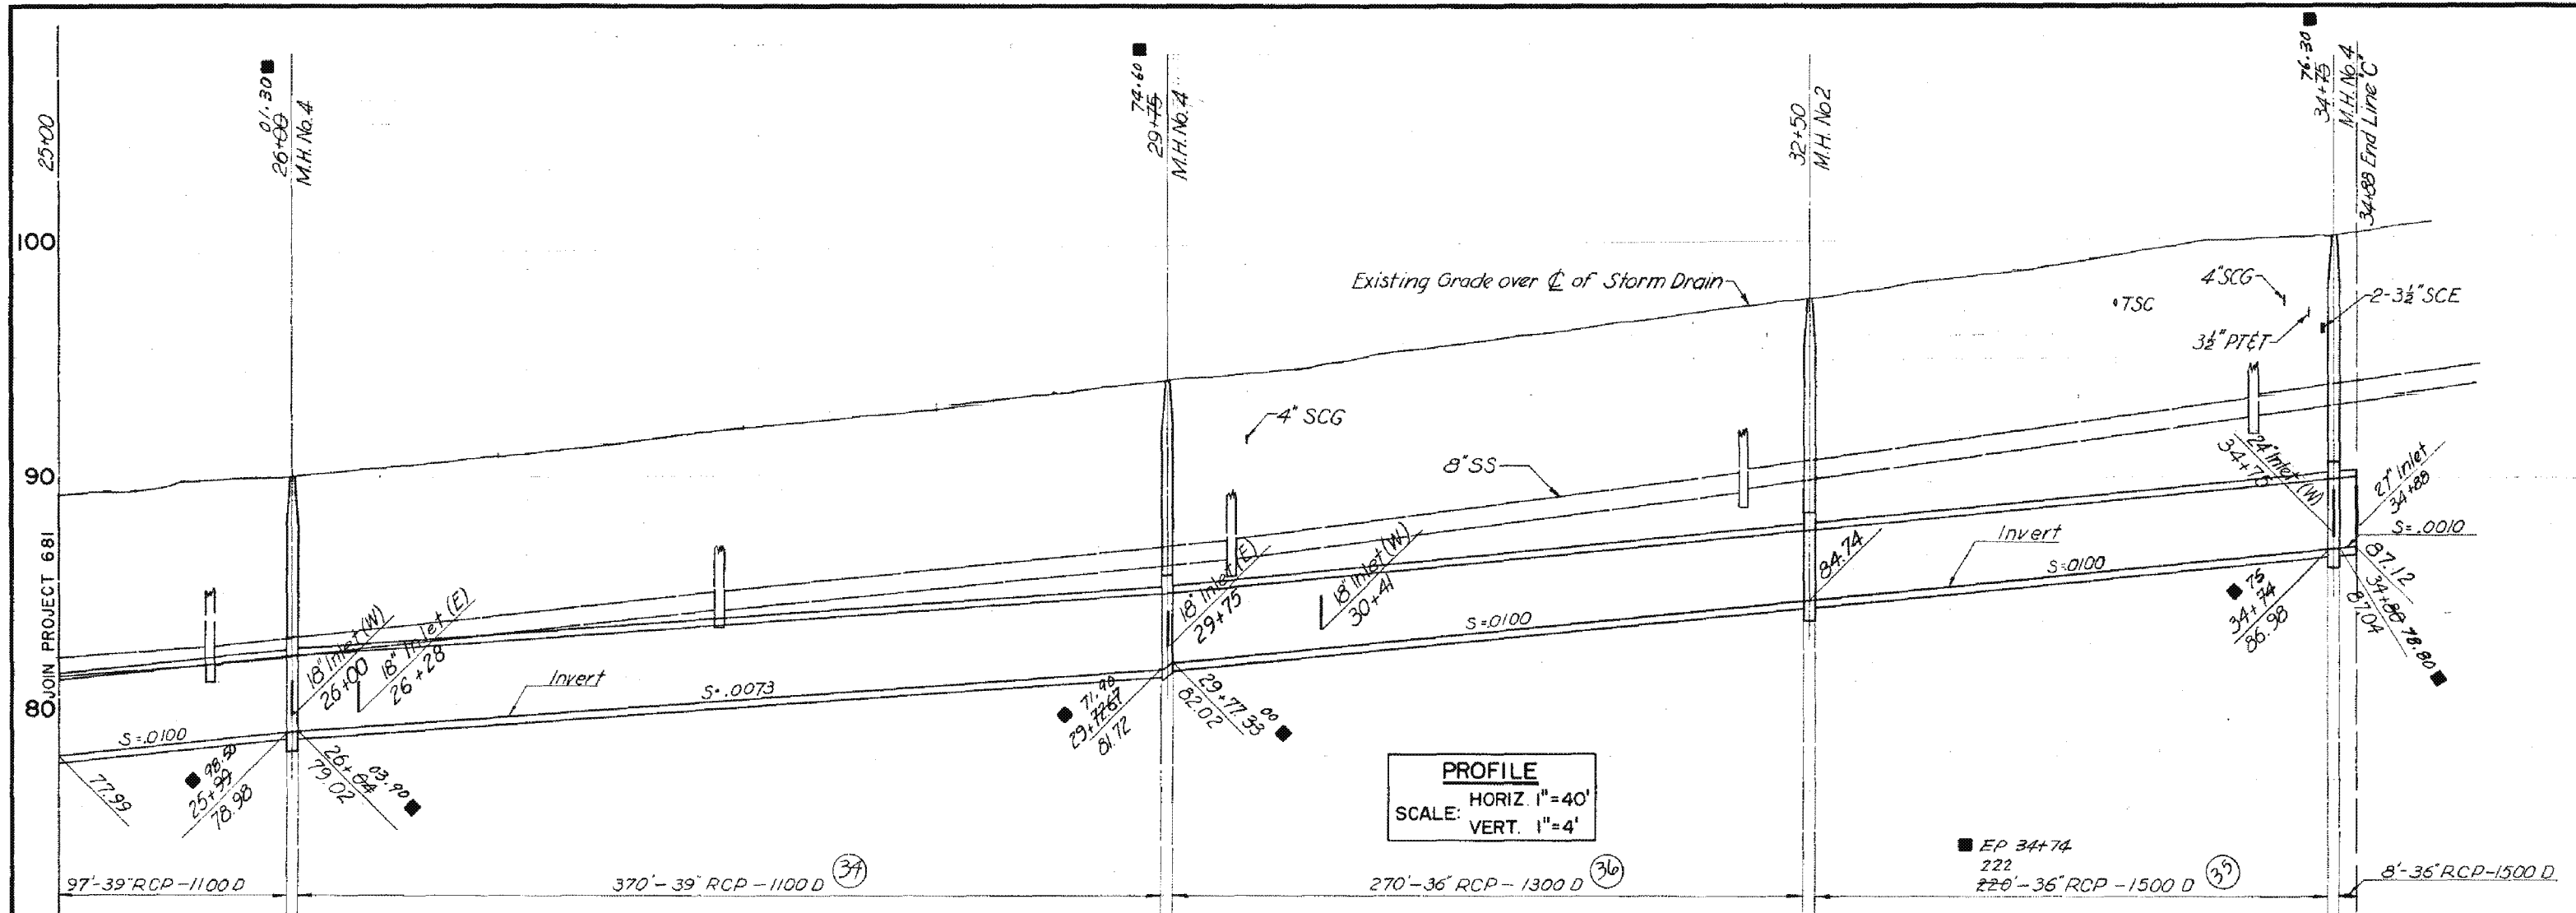 25+00
01.30
26+00
M.H. No. 4
74.60
29+75
M.H. No. 4
32+50
M.H. No 2
76.30
34+75
M.H. No. 4
34+88 End Line "C"
100
90
80
JOIN PROJECT 681
Existing Grade over ℄ of Storm Drain
TSC
4" SCG
2-3½" SCE
3½" PT&T
4" SCG
8" SS
18" Inlet (W)
26+00
18" Inlet (E)
26+28
Invert
S=.0073
S=.0100
77.99
98.50
25+99
78.98
03.90
26+04
79.02
18" Inlet (E)
29+75
18" Inlet (W)
30+41
71.90
29+72.67
81.72
00
29+77.33
82.02
S=.0100
84.74
Invert
S=.0100
24" Inlet (W)
34+75
27" Inlet
34+88
S=.0010
75
34+74
86.98
87.12
34+80 78.80
87.04
PROFILE
SCALE: HORIZ. 1"=40'
VERT. 1"=4'
EP 34+74
222
97'-39" RCP-1100 D
370'-39" RCP-1100 D
34
270'-36" RCP-1300 D
36
220'-36" RCP-1500 D
35
8'-36" RCP-1500 D